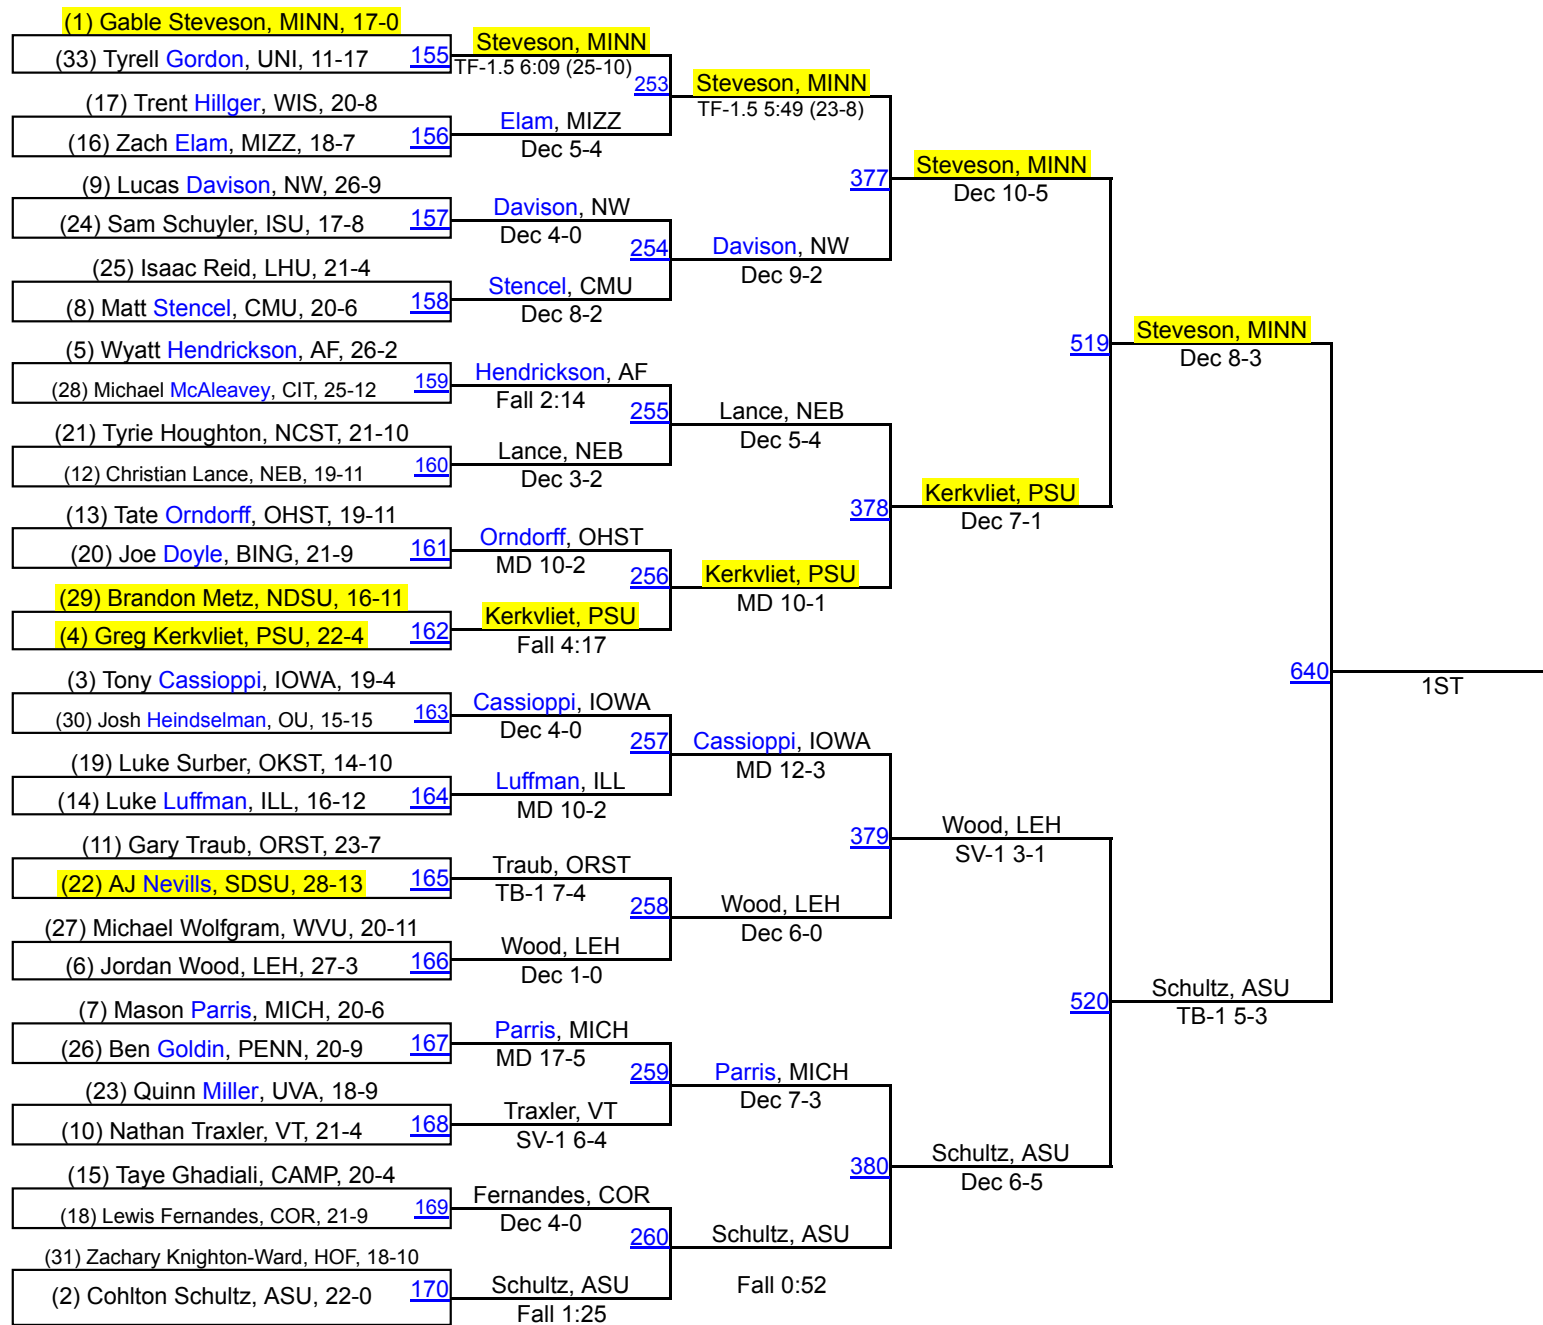 (1) Gable Steveson, MINN, 17-0
(33) Tyrell Gordon, UNI, 11-17
155
(17) Trent Hillger, WIS, 20-8
(16) Zach Elam, MIZZ, 18-7
156
(9) Lucas Davison, NW, 26-9
(24) Sam Schuyler, ISU, 17-8
157
(25) Isaac Reid, LHU, 21-4
(8) Matt Stencel, CMU, 20-6
158
(5) Wyatt Hendrickson, AF, 26-2
(28) Michael McAleavey, CIT, 25-12
159
(21) Tyrie Houghton, NCST, 21-10
(12) Christian Lance, NEB, 19-11
160
(13) Tate Orndorff, OHST, 19-11
(20) Joe Doyle, BING, 21-9
161
(29) Brandon Metz, NDSU, 16-11
(4) Greg Kerkvliet, PSU, 22-4
162
(3) Tony Cassioppi, IOWA, 19-4
(30) Josh Heindselman, OU, 15-15
163
(19) Luke Surber, OKST, 14-10
(14) Luke Luffman, ILL, 16-12
164
(11) Gary Traub, ORST, 23-7
(22) AJ Nevills, SDSU, 28-13
165
(27) Michael Wolfgram, WVU, 20-11
(6) Jordan Wood, LEH, 27-3
166
(7) Mason Parris, MICH, 20-6
(26) Ben Goldin, PENN, 20-9
167
(23) Quinn Miller, UVA, 18-9
(10) Nathan Traxler, VT, 21-4
168
(15) Taye Ghadiali, CAMP, 20-4
(18) Lewis Fernandes, COR, 21-9
169
(31) Zachary Knighton-Ward, HOF, 18-10
(2) Cohlton Schultz, ASU, 22-0
170
Steveson, MINN
TF-1.5 6:09 (25-10)
253
Elam, MIZZ
Dec 5-4
Davison, NW
Dec 4-0
254
Stencel, CMU
Dec 8-2
Hendrickson, AF
Fall 2:14
255
Lance, NEB
Dec 3-2
Orndorff, OHST
MD 10-2
256
Kerkvliet, PSU
Fall 4:17
Cassioppi, IOWA
Dec 4-0
257
Luffman, ILL
MD 10-2
Traub, ORST
TB-1 7-4
258
Wood, LEH
Dec 1-0
Parris, MICH
MD 17-5
259
Traxler, VT
SV-1 6-4
Fernandes, COR
Dec 4-0
260
Schultz, ASU
Fall 1:25
Steveson, MINN
TF-1.5 5:49 (23-8)
377
Davison, NW
Dec 9-2
Lance, NEB
Dec 5-4
378
Kerkvliet, PSU
MD 10-1
Cassioppi, IOWA
MD 12-3
379
Wood, LEH
Dec 6-0
Parris, MICH
Dec 7-3
380
Schultz, ASU
Fall 0:52
Steveson, MINN
Dec 10-5
519
Kerkvliet, PSU
Dec 7-1
Wood, LEH
SV-1 3-1
520
Schultz, ASU
Dec 6-5
Steveson, MINN
Dec 8-3
640
Schultz, ASU
TB-1 5-3
1ST